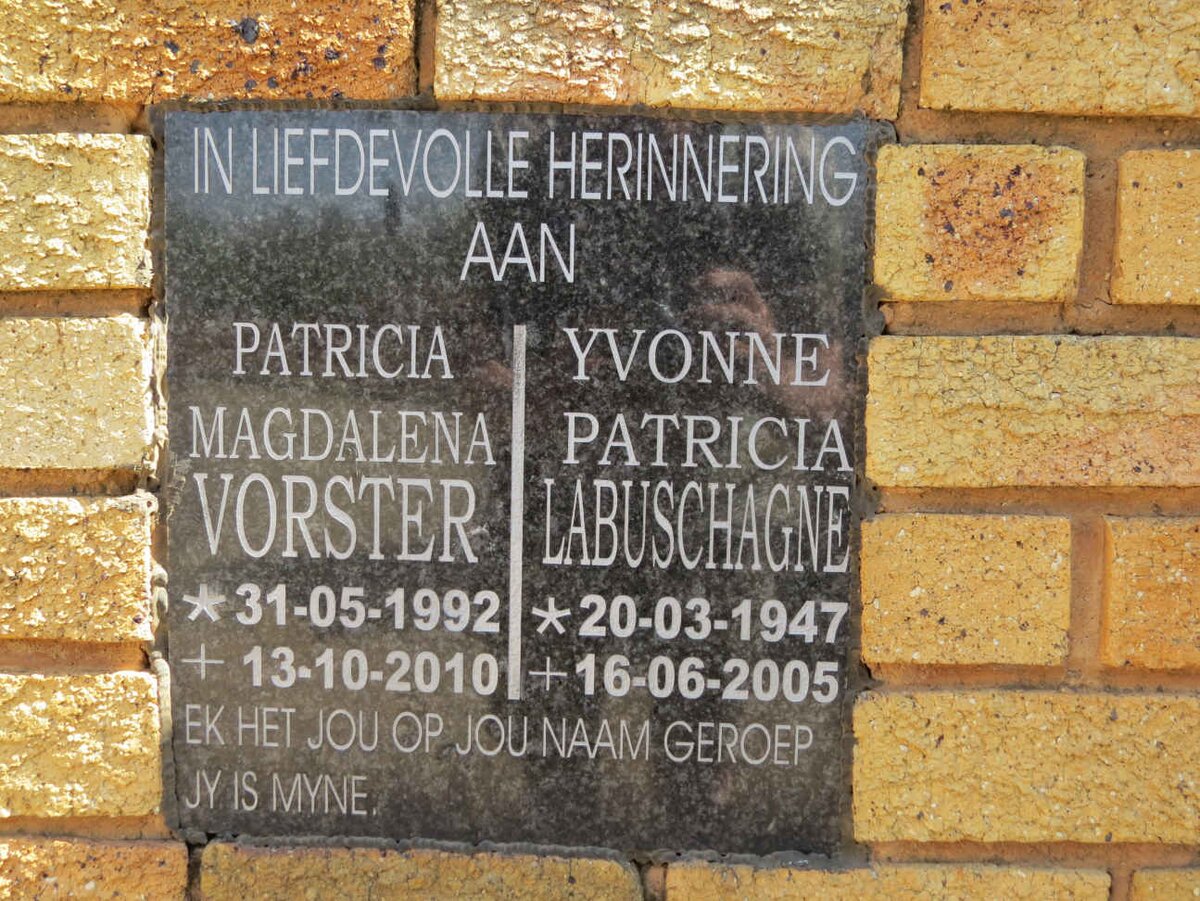 IN LIEFDEVOLLE HERINNERING
AAN
PATRICIA
MAGDALENA
VORSTER
* 31-05-1992
+ 13-10-2010
YVONNE
PATRICIA
LABUSCHAGNE
* 20-03-1947
+ 16-06-2005
EK HET JOU OP JOU NAAM GEROEP
JY IS MYNE.